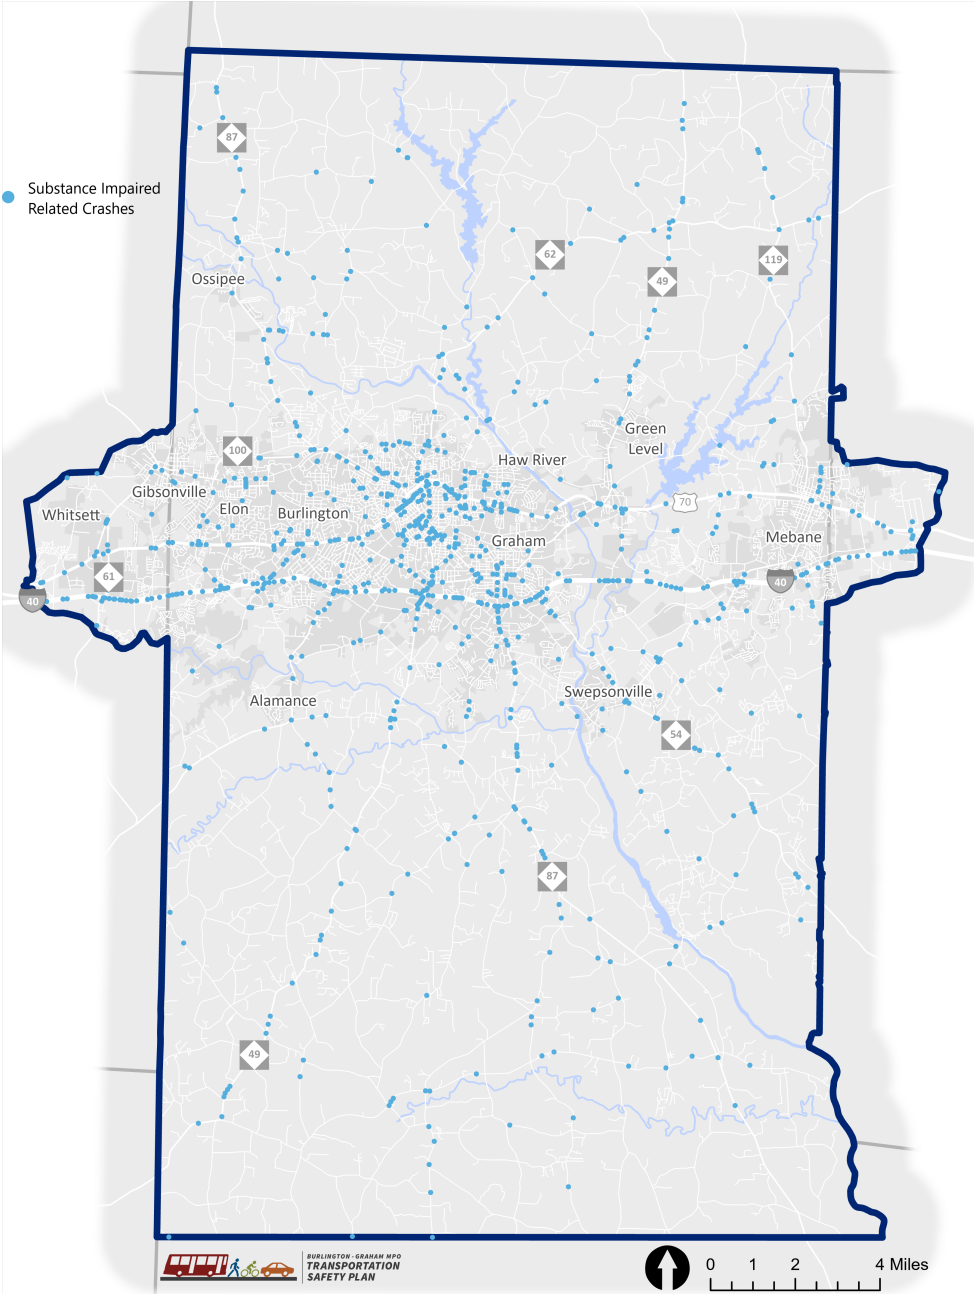 87
Substance Impaired
Related Crashes
62
119
49
Ossipee
Green
Level
100
Haw River
Gibsonville
Elon
Burlington
Whitsett
70
Graham
Mebane
61
40
40
Swepsonville
Alamance
54
87
49
BURLINGTON - GRAHAM MPO
TRANSPORTATION
SAFETY PLAN
0 1 2 4 Miles